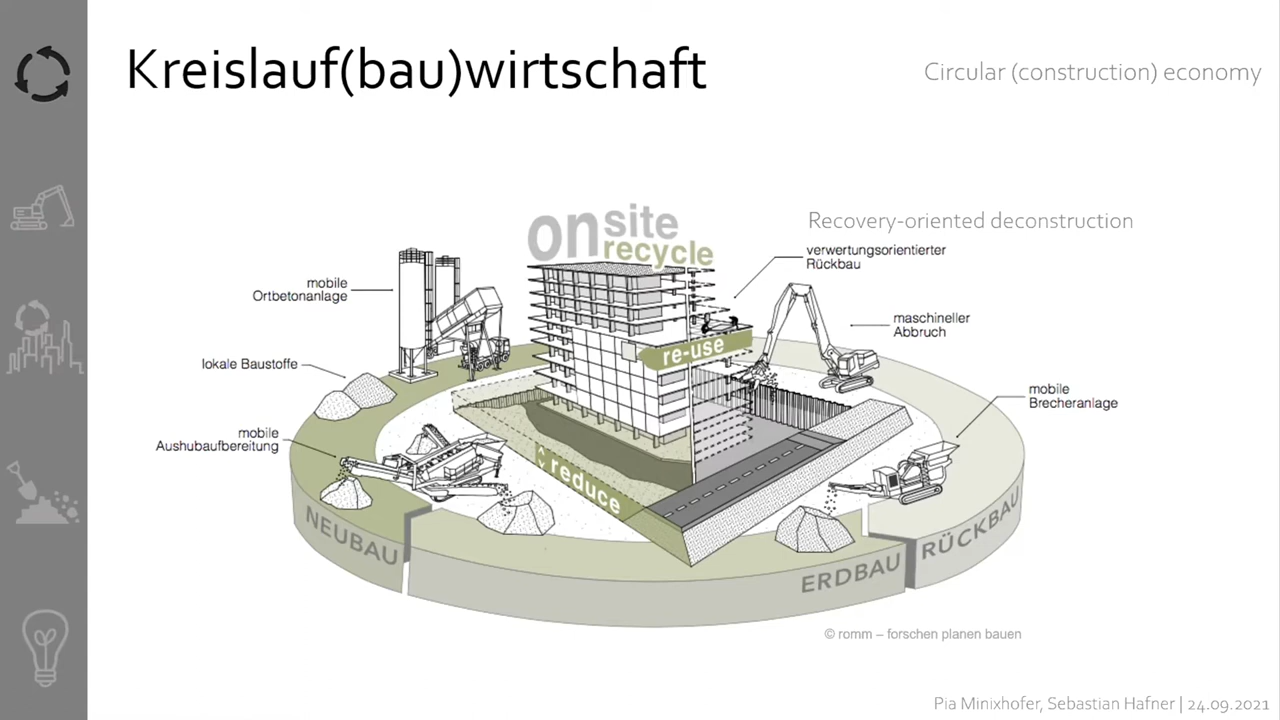 Kreislauf(bau)wirtschaft
Circular (construction) economy
onsite
recycle
Recovery-oriented deconstruction
verwertungsorientierter
Rückbau
mobile
Ortbetonanlage
maschineller
Abbruch
re-use
lokale Baustoffe
mobile
Brecheranlage
mobile
Aushubaufbereitung
reduce
NEUBAU
ERDBAU
RÜCKBAU
© romm – forschen planen bauen
Pia Minixhofer, Sebastian Hafner | 24.09.2021